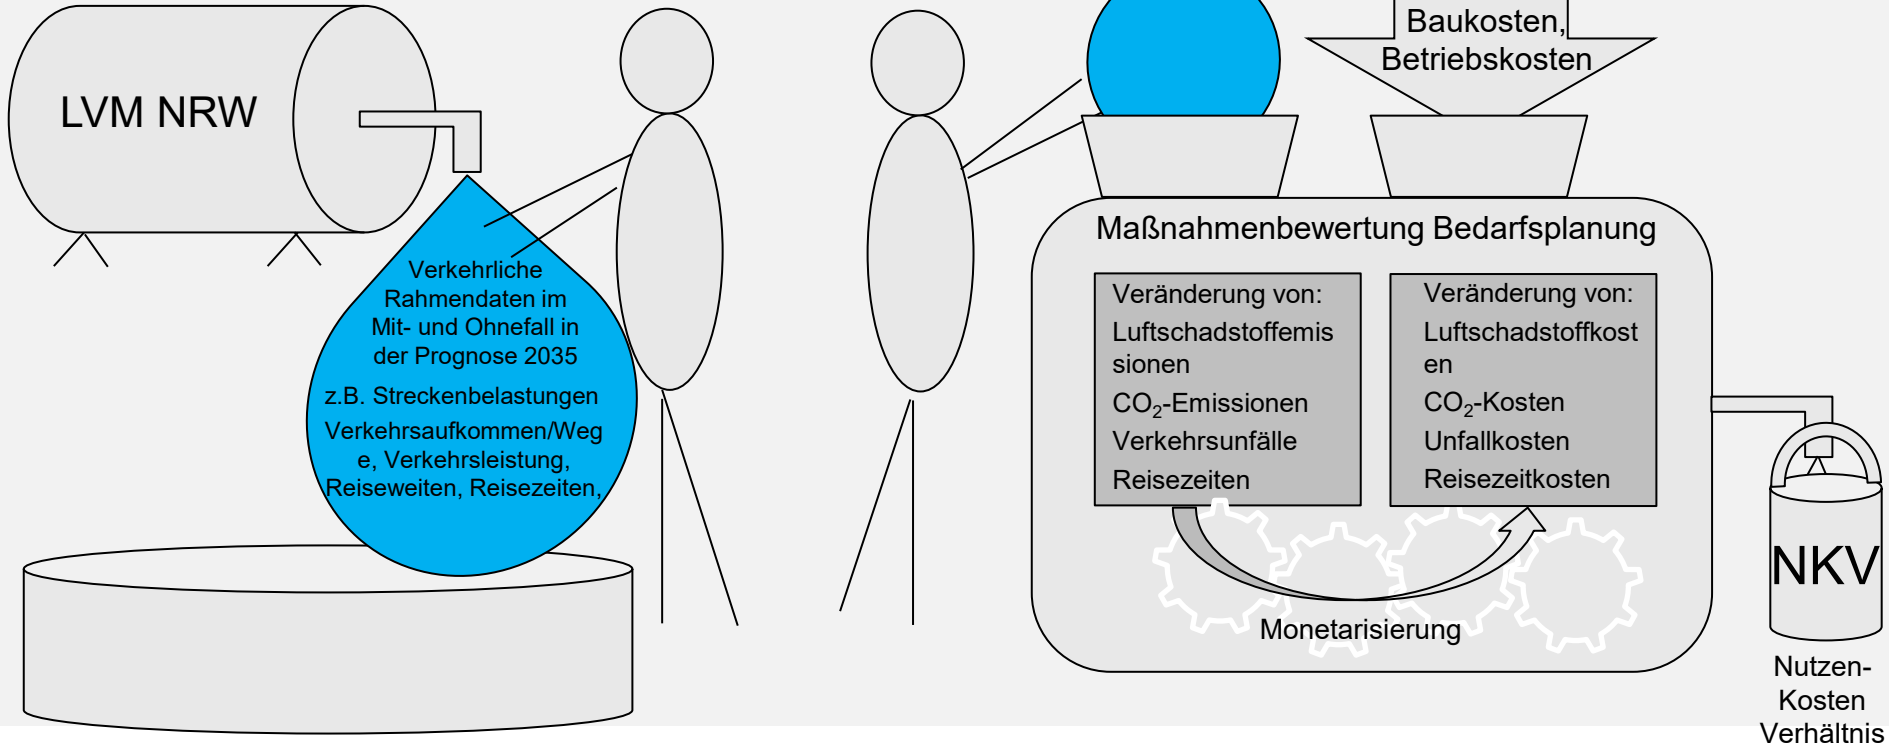 LVM NRW
Verkehrliche
Rahmendaten im
Mit- und Ohnefall in
der Prognose 2035
z.B. Streckenbelastungen
Verkehrsaufkommen/Weg
e, Verkehrsleistung,
Reiseweiten, Reisezeiten,
Baukosten,
Betriebskosten
Maßnahmenbewertung Bedarfsplanung
Veränderung von:
Luftschadstoffemis
sionen
CO₂-Emissionen
Verkehrsunfälle
Reisezeiten
Veränderung von:
Luftschadstoffkost
en
CO₂-Kosten
Unfallkosten
Reisezeitkosten
Monetarisierung
NKV
Nutzen-
Kosten
Verhältnis